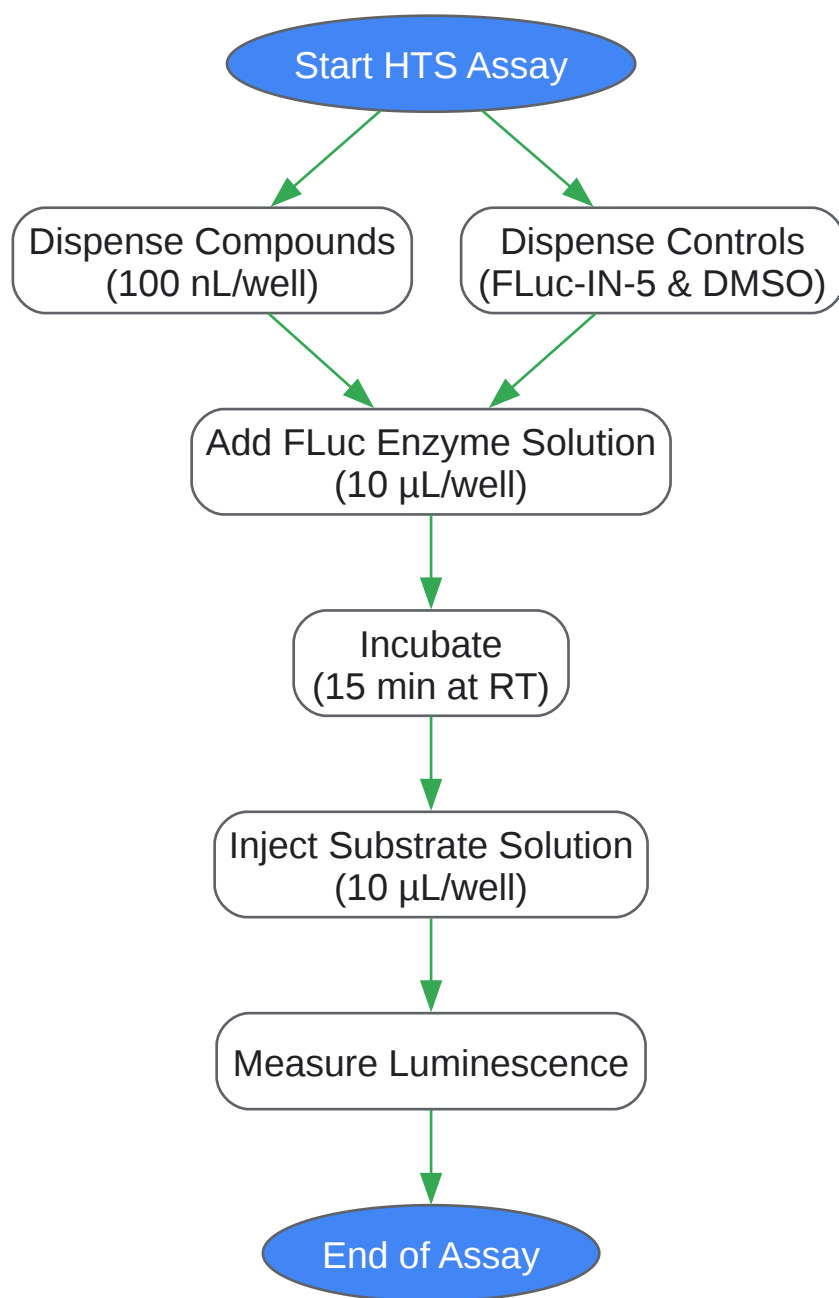 Start HTS Assay
Dispense Compounds
(100 nL/well)
Dispense Controls
(FLuc-IN-5 & DMSO)
Add FLuc Enzyme Solution
(10 µL/well)
Incubate
(15 min at RT)
Inject Substrate Solution
(10 µL/well)
Measure Luminescence
End of Assay